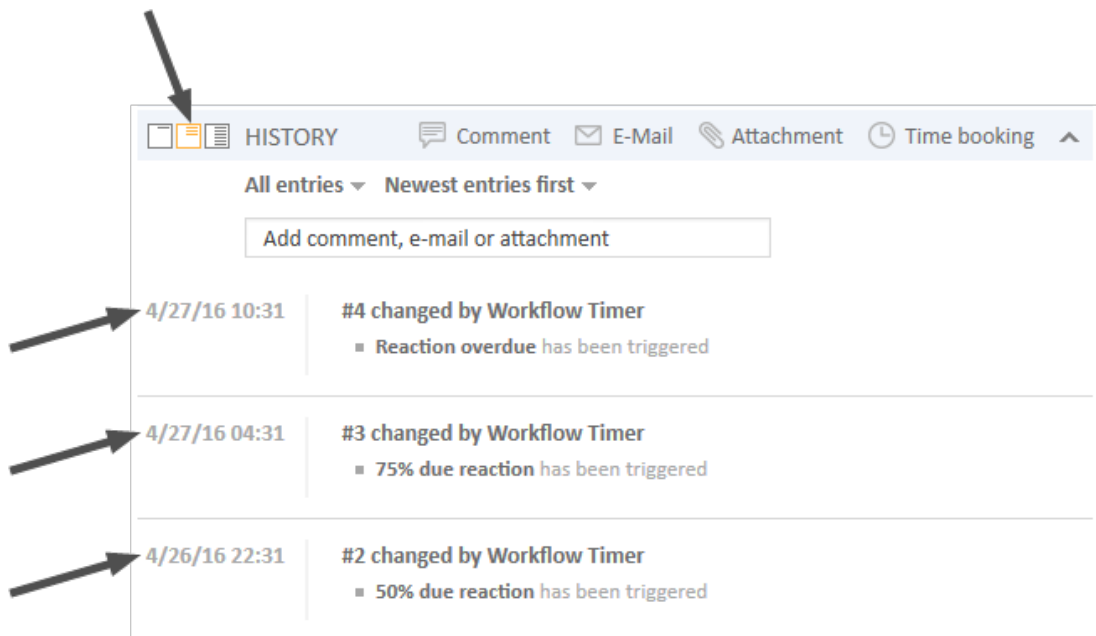 HISTORY Comment E-Mail Attachment Time booking
All entries Newest entries first
Add comment, e-mail or attachment
4/27/16 10:31 #4 changed by Workflow Timer
Reaction overdue has been triggered
4/27/16 04:31 #3 changed by Workflow Timer
75% due reaction has been triggered
4/26/16 22:31 #2 changed by Workflow Timer
50% due reaction has been triggered